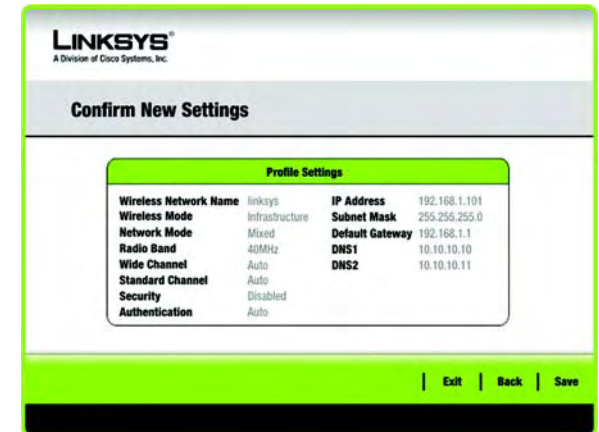 LINKSYS®
A Division of Cisco Systems, Inc.
Confirm New Settings
Profile Settings
Wireless Network Name linksys
Wireless Mode Infrastructure
Network Mode Mixed
Radio Band 40MHz
Wide Channel Auto
Standard Channel Auto
Security Disabled
Authentication Auto
IP Address 192.168.1.101
Subnet Mask 255.255.255.0
Default Gateway 192.168.1.1
DNS1 10.10.10.10
DNS2 10.10.10.11
Exit | Back | Save